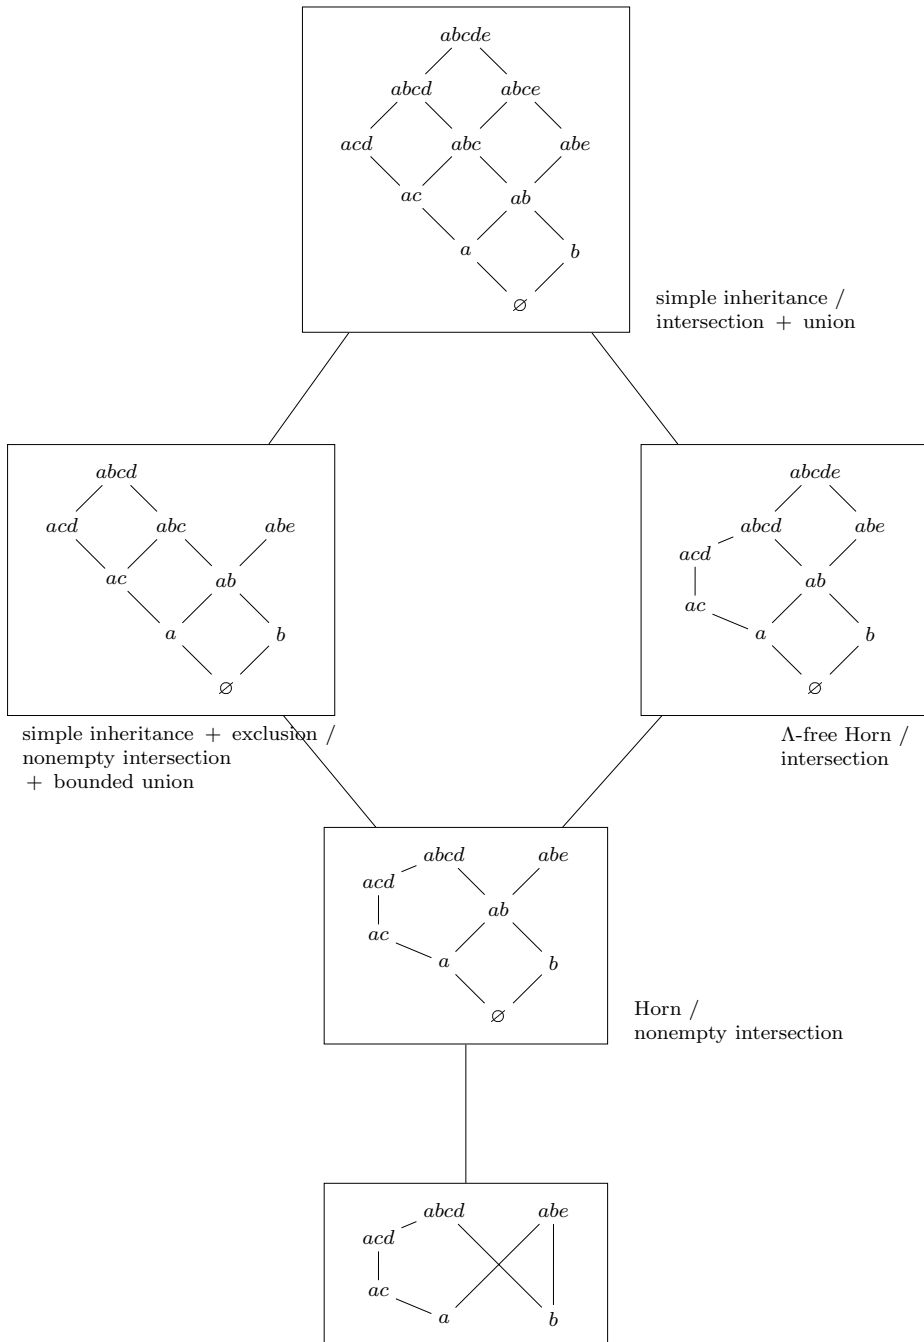 abcde
abcd abce
acd abc abe
ac ab
a b
∅
simple inheritance /
intersection + union
abcd
acd abc abe
ac ab
a b
∅
simple inheritance + exclusion /
nonempty intersection
+ bounded union
abcde
abcd abe
acd
ac ab
a b
∅
Λ-free Horn /
intersection
abcd abe
acd
ab
ac
a b
∅
Horn /
nonempty intersection
abcd abe
acd
ac
a b